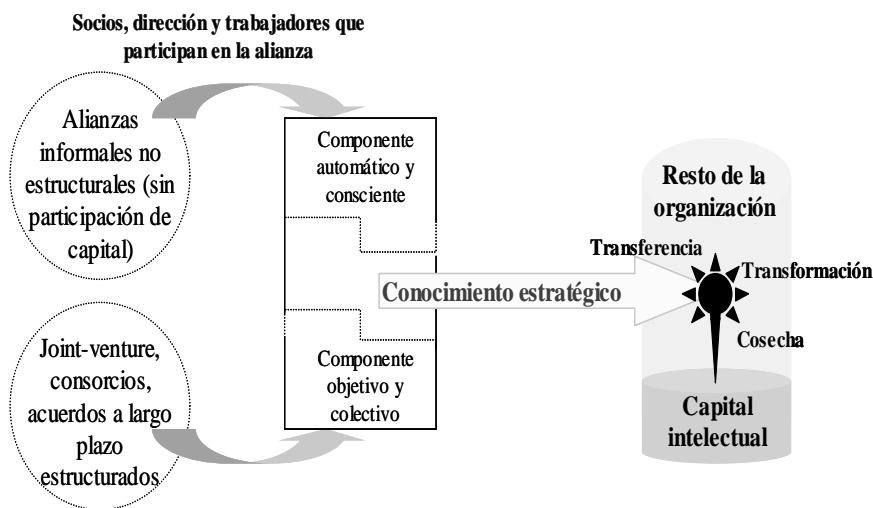 Socios, dirección y trabajadores que
participan en la alianza
Alianzas
informales no
estructurales (sin
participación de
capital)
Componente
automático y
consciente
Resto de la
organización
Transferencia
Transformación
Conocimiento estratégico
Cosecha
Joint-venture,
consorcios,
acuerdos a largo
plazo
estructurados
Componente
objetivo y
colectivo
Capital
intelectual